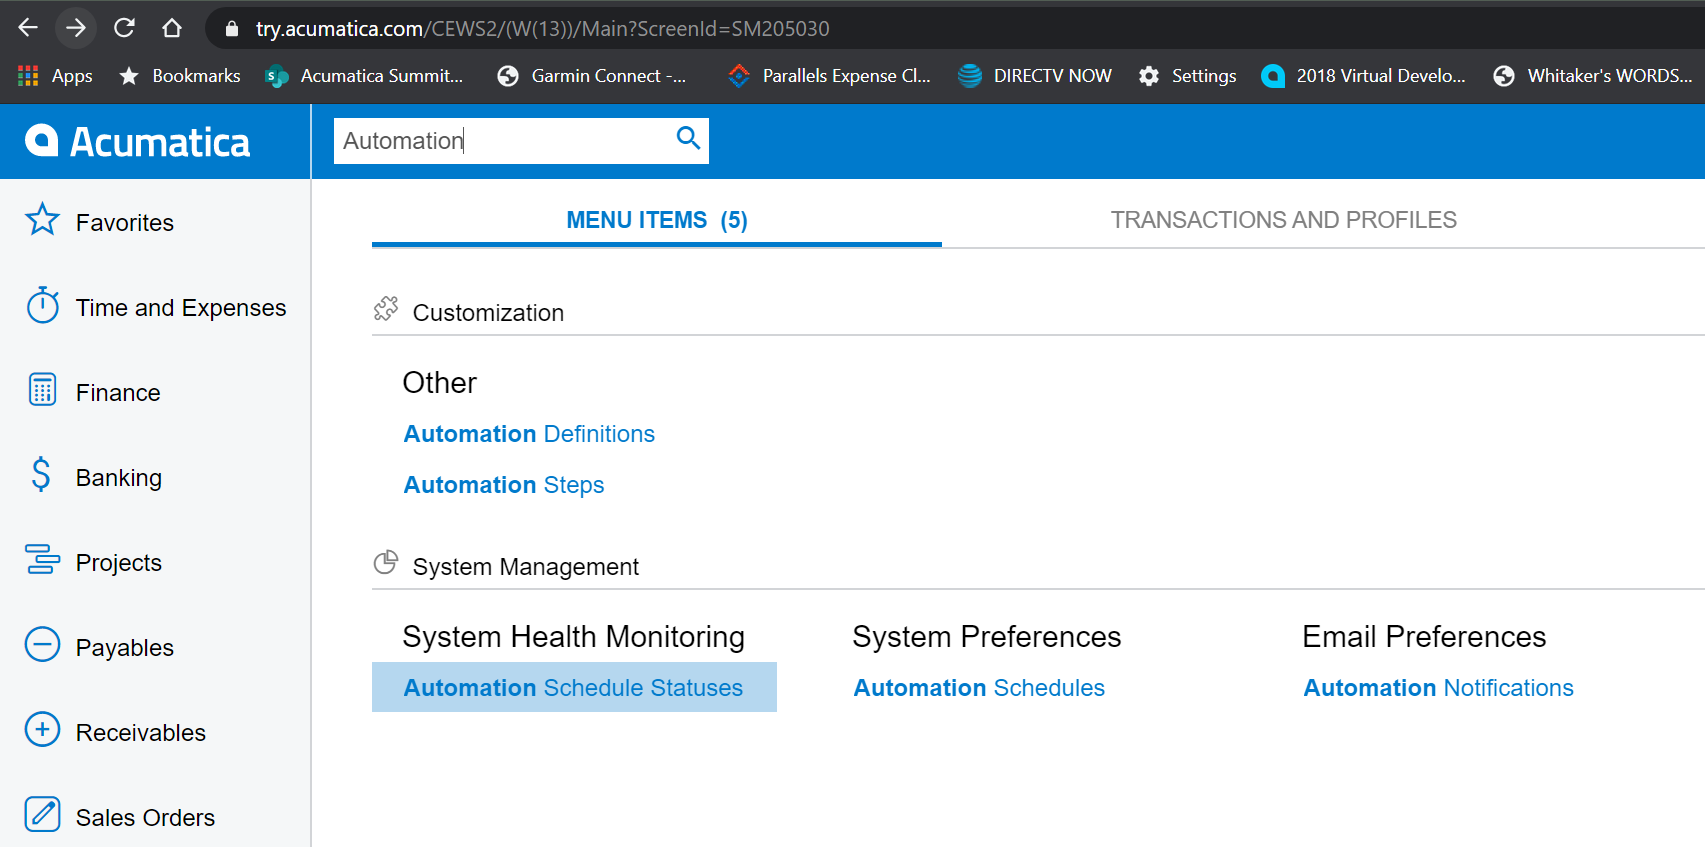 try.acumatica.com/CEWS2/(W(13))/Main?ScreenId=SM205030
Apps Bookmarks Acumatica Summit... Garmin Connect -... Parallels Expense Cl... DIRECTV NOW Settings 2018 Virtual Develo... Whitaker's WORDS...
Acumatica
Automation
Favorites
Time and Expenses
Finance
Banking
Projects
Payables
Receivables
Sales Orders
MENU ITEMS (5) TRANSACTIONS AND PROFILES
Customization
Other
Automation Definitions
Automation Steps
System Management
System Health Monitoring
Automation Schedule Statuses
System Preferences
Automation Schedules
Email Preferences
Automation Notifications